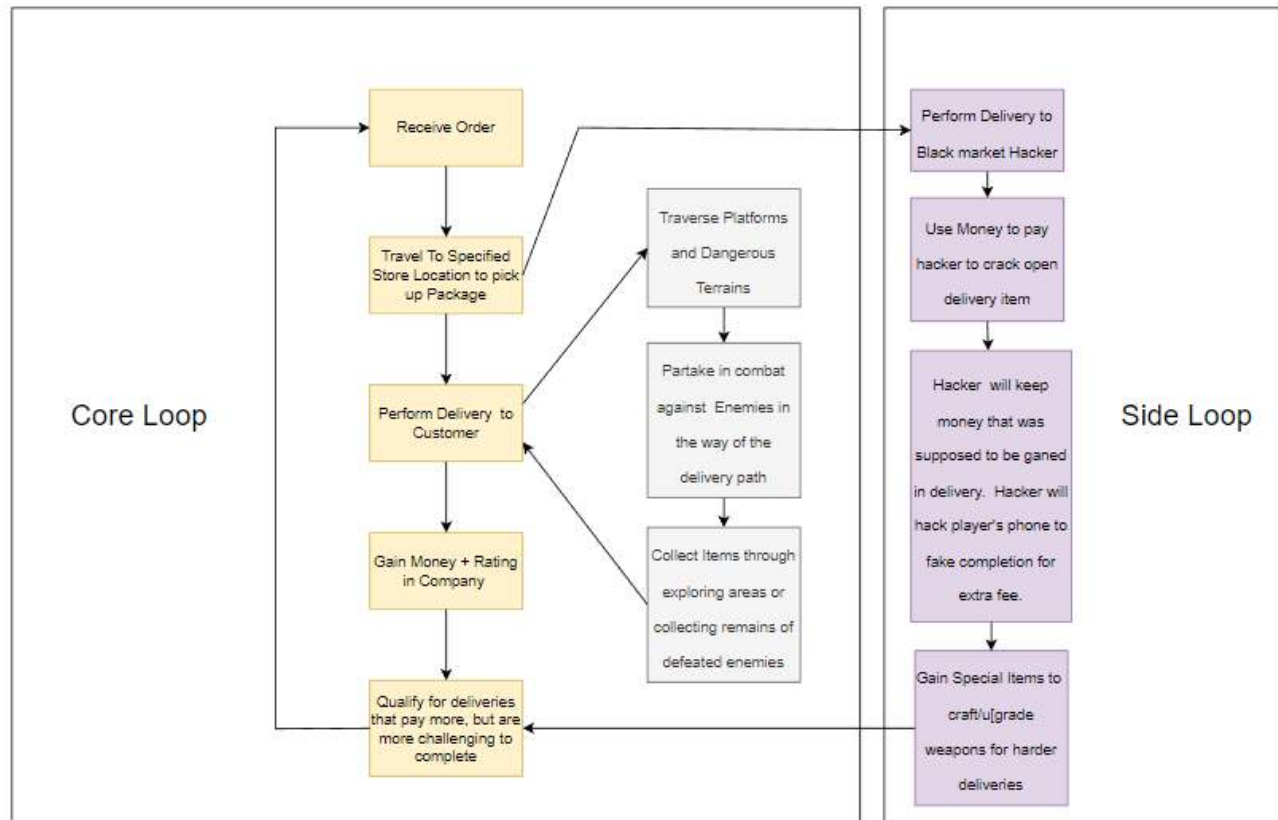 Receive Order
Travel To Specified
Store Location to pick
up Package
Perform Delivery to
Customer
Gain Money + Rating
in Company
Qualify for deliveries
that pay more, but are
more challenging to
complete
Core Loop
Traverse Platforms
and Dangerous
Terrains
Partake in combat
against Enemies in
the way of the
delivery path
Collect Items through
exploring areas or
collecting remains of
defeated enemies
Perform Delivery to
Black market Hacker
Use Money to pay
hacker to crack open
delivery item
Hacker will keep
money that was
supposed to be ganed
in delivery. Hacker will
hack player's phone to
fake completion for
extra fee.
Gain Special Items to
craft/u[grade
weapons for harder
deliveries
Side Loop